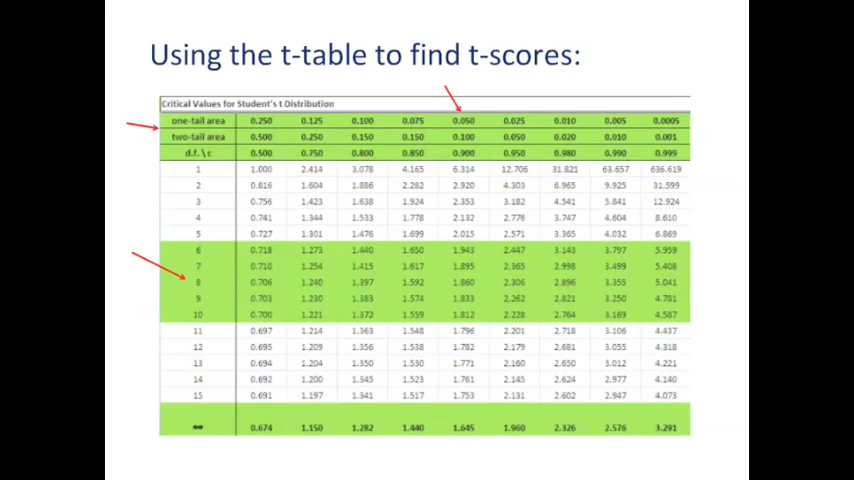 Using the t-table to find t-scores:
Critical Values for Student's t Distribution
one-tail area 0.250 0.125 0.100 0.075 0.050 0.025 0.010 0.005 0.0005
two-tail area 0.500 0.250 0.150 0.150 0.100 0.050 0.020 0.010 0.001
d.f. \ c 0.500 0.750 0.800 0.850 0.900 0.950 0.980 0.990 0.999
1 1.000 2.414 3.078 4.165 6.314 12.706 31.821 63.657 636.619
2 0.816 1.604 1.886 2.282 2.920 4.303 6.965 9.925 31.599
3 0.756 1.423 1.638 1.924 2.353 3.182 4.541 5.841 12.924
4 0.741 1.344 1.533 1.778 2.132 2.776 3.747 4.604 8.610
5 0.727 1.301 1.476 1.699 2.015 2.571 3.365 4.032 6.869
6 0.718 1.273 1.440 1.650 1.943 2.447 3.143 3.797 5.959
7 0.710 1.254 1.415 1.617 1.895 2.365 2.998 3.499 5.408
8 0.706 1.240 1.397 1.592 1.860 2.306 2.896 3.355 5.041
9 0.703 1.230 1.383 1.574 1.833 2.262 2.821 3.250 4.781
10 0.700 1.221 1.372 1.559 1.812 2.228 2.764 3.169 4.587
11 0.697 1.214 1.363 1.548 1.796 2.201 2.718 3.106 4.437
12 0.695 1.209 1.356 1.538 1.782 2.179 2.681 3.055 4.318
13 0.694 1.204 1.350 1.530 1.771 2.160 2.650 3.012 4.221
14 0.692 1.200 1.345 1.523 1.761 2.145 2.624 2.977 4.140
15 0.691 1.197 1.341 1.517 1.753 2.131 2.602 2.947 4.073
∞ 0.674 1.150 1.282 1.440 1.645 1.960 2.326 2.576 3.291